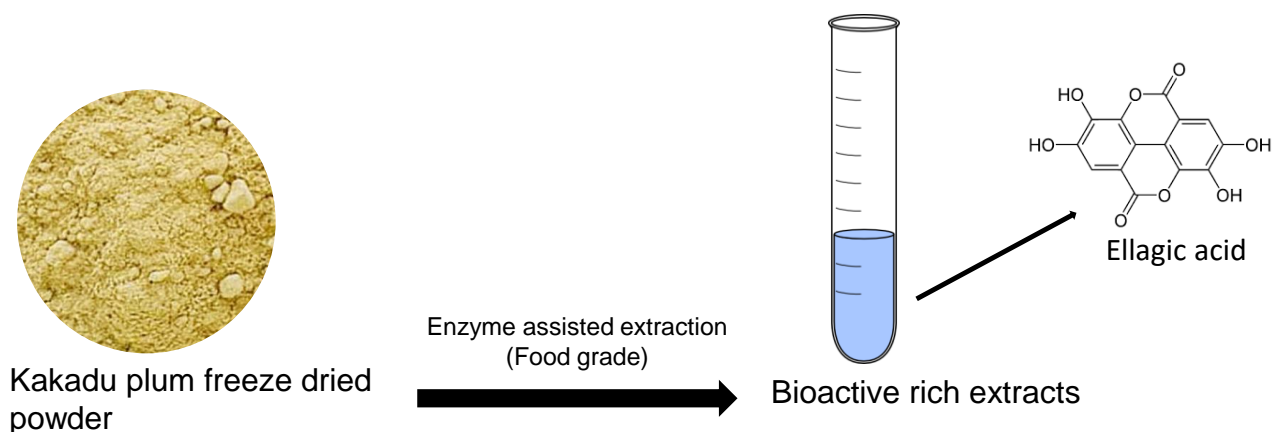 Kakadu plum freeze dried
powder
Enzyme assisted extraction
(Food grade)
Bioactive rich extracts
O
O
HO
HO
OH
OH
O
O
Ellagic acid